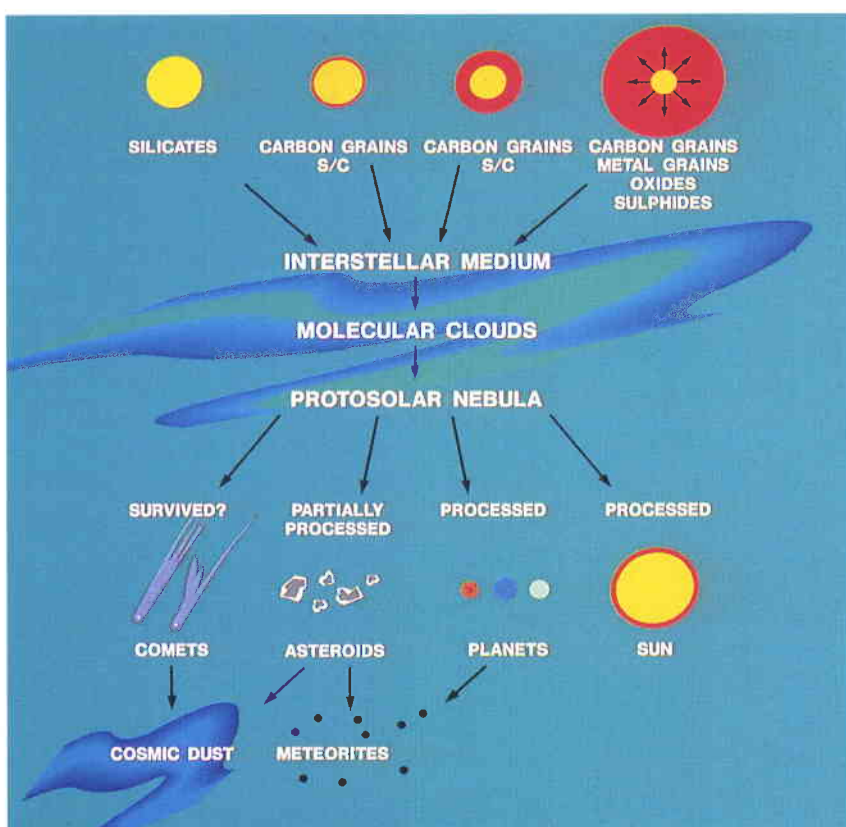 SILICATES
CARBON GRAINS
S/C
CARBON GRAINS
S/C
CARBON GRAINS
METAL GRAINS
OXIDES
SULPHIDES
INTERSTELLAR MEDIUM
MOLECULAR CLOUDS
PROTOSOLAR NEBULA
SURVIVED?
PARTIALLY
PROCESSED
PROCESSED
PROCESSED
COMETS
ASTEROIDS
PLANETS
SUN
COSMIC DUST
METEORITES